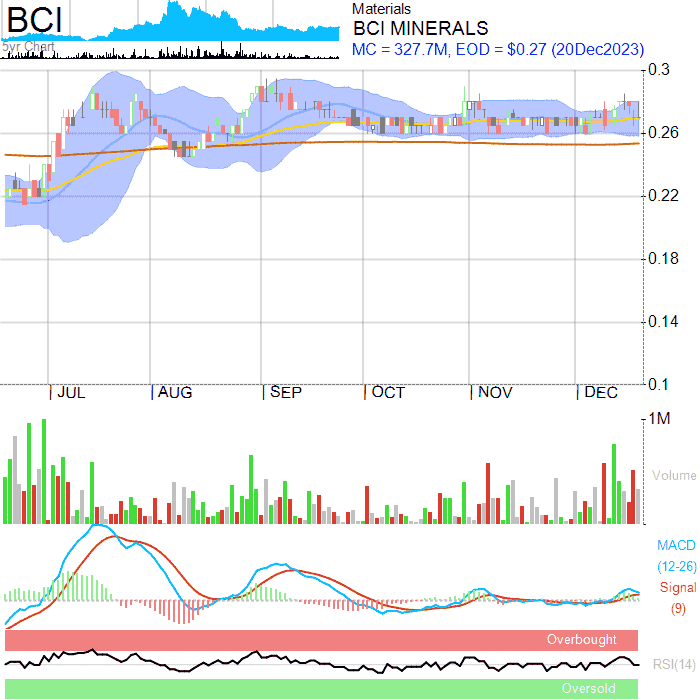 BCI
5yr Chart
Materials
BCI MINERALS
MC = 327.7M, EOD = $0.27 (20Dec2023)
0.3
0.26
0.22
0.18
0.14
0.1
JUL AUG SEP OCT NOV DEC
1M
Volume
MACD
(12-26)
Signal
(9)
Overbought
RSI(14)
Oversold